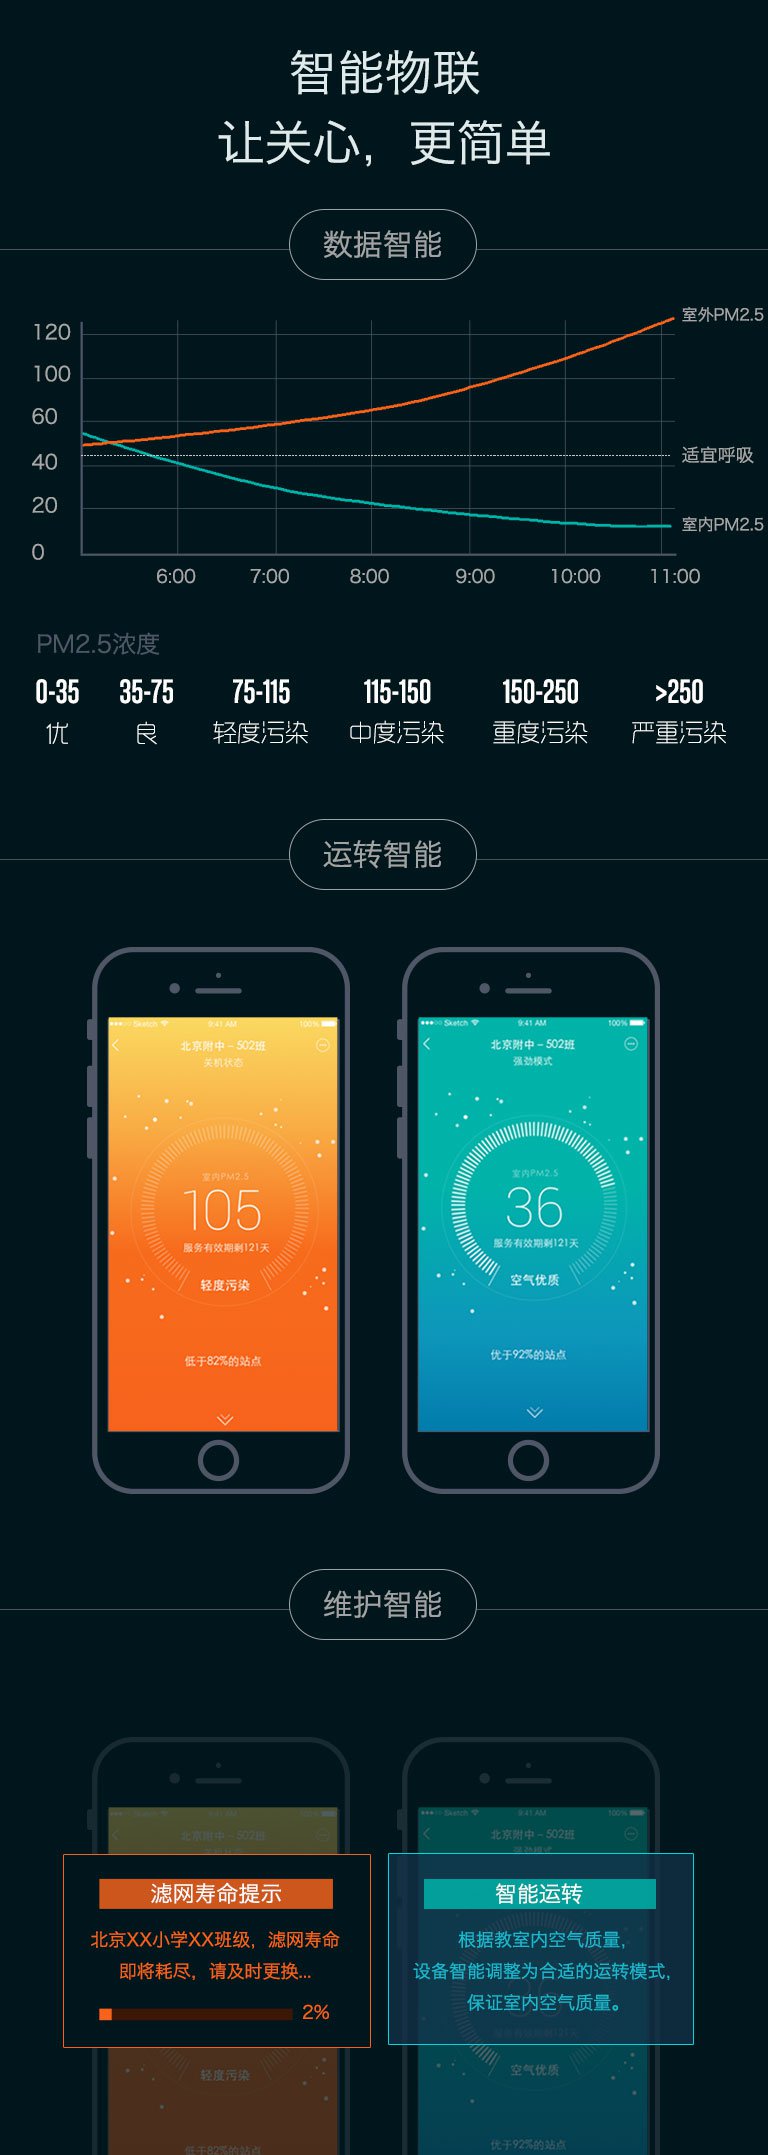 智能物联
让关心，更简单
数据智能
室外PM2.5
120
100
60
适宜呼吸
40
20
室内PM2.5
0
6:00 7:00 8:00 9:00 10:00 11:00
PM2.5浓度
0-35 35-75 75-115 115-150 150-250 >250
优 良 轻度污染 中度污染 重度污染 严重污染
运转智能
Sketch 9:41 AM 100%
北京附中 – 502班
关机状态
室内PM2.5
105
服务有效期剩121天
轻度污染
低于82%的站点
Sketch 9:41 AM 100%
北京附中 – 502班
强劲模式
室内PM2.5
36
服务有效期剩121天
空气优质
优于92%的站点
维护智能
Sketch 9:41 AM 100%
北京附中 – 502班
关机状态
滤网寿命提示
北京XX小学XX班级，滤网寿命
即将耗尽，请及时更换...
2%
轻度污染
低于82%的站点
Sketch 9:41 AM 100%
北京附中 – 502班
强劲模式
智能运转
根据教室内空气质量，
设备智能调整为合适的运转模式，
保证室内空气质量。
空气优质
优于92%的站点